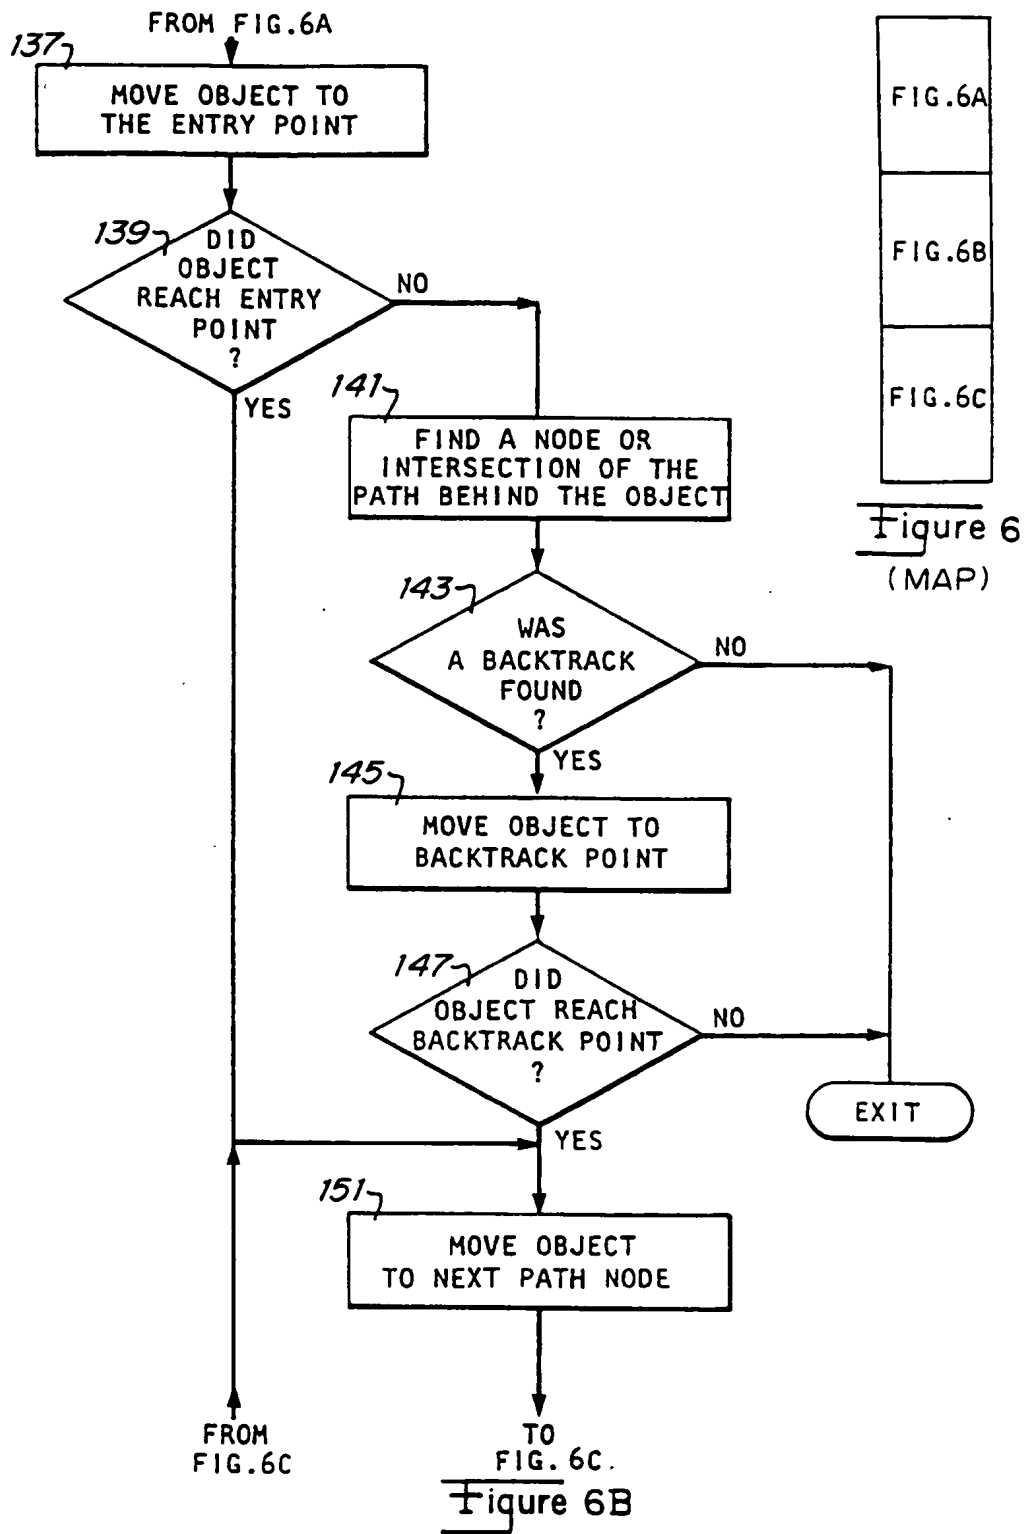 FROM FIG.6A
137
MOVE OBJECT TO
THE ENTRY POINT
139
DID
OBJECT
REACH ENTRY
POINT
?
NO
YES
141
FIND A NODE OR
INTERSECTION OF THE
PATH BEHIND THE OBJECT
143
WAS
A BACKTRACK
FOUND
?
NO
YES
145
MOVE OBJECT TO
BACKTRACK POINT
147
DID
OBJECT REACH
BACKTRACK POINT
?
NO
YES
EXIT
151
MOVE OBJECT
TO NEXT PATH NODE
FROM
FIG.6C
TO
FIG. 6C.
Figure 6B
FIG.6A
FIG.6B
FIG.6C
Figure 6
(MAP)